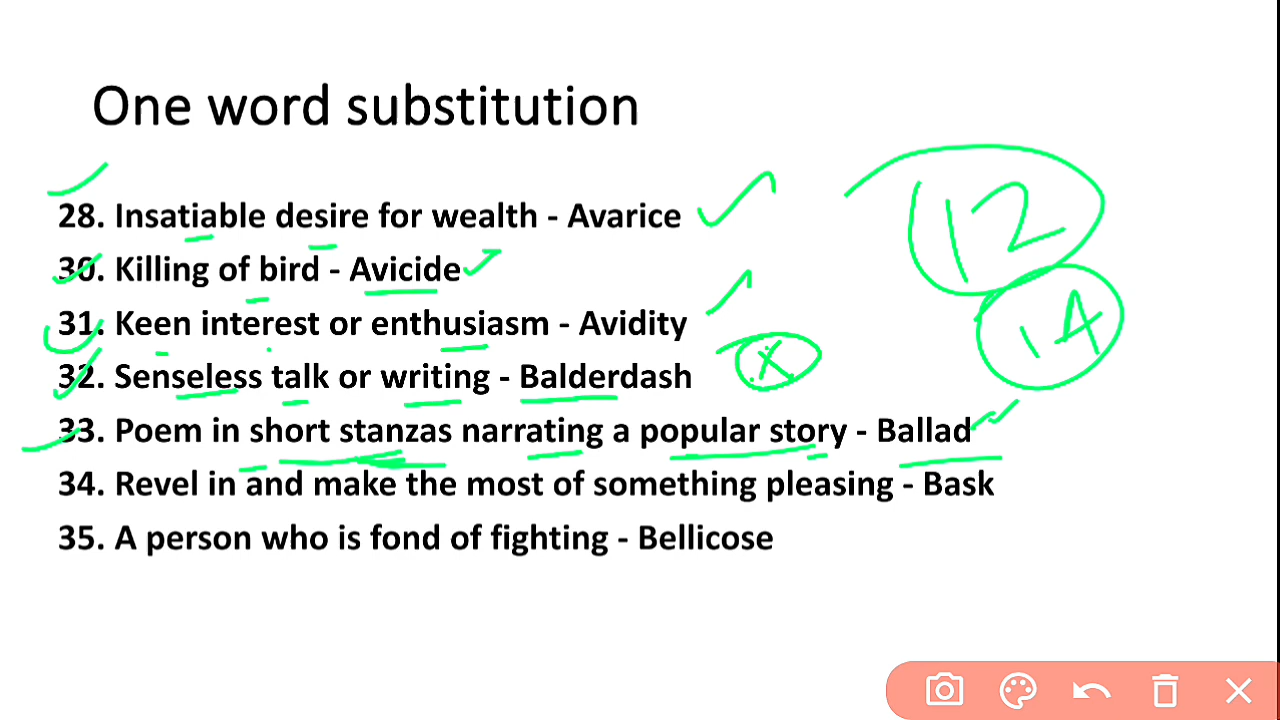 One word substitution
28. Insatiable desire for wealth - Avarice
12
30. Killing of bird - Avicide
31. Keen interest or enthusiasm - Avidity
14
32. Senseless talk or writing - Balderdash
x
33. Poem in short stanzas narrating a popular story - Ballad
34. Revel in and make the most of something pleasing - Bask
35. A person who is fond of fighting - Bellicose